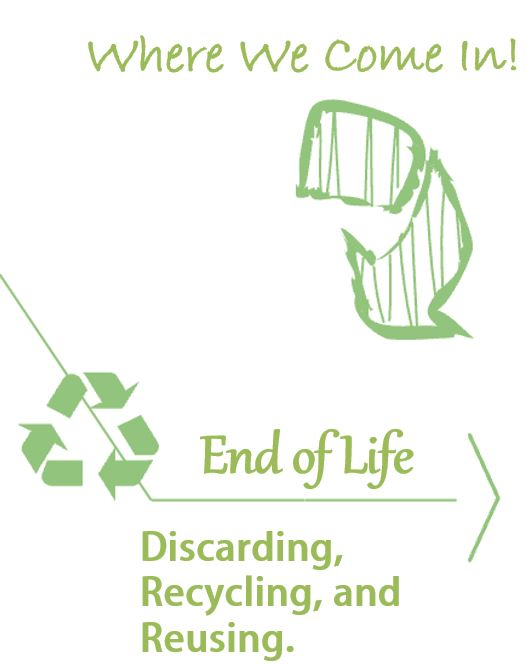 Where We Come In!
End of Life
Discarding,
Recycling, and
Reusing.